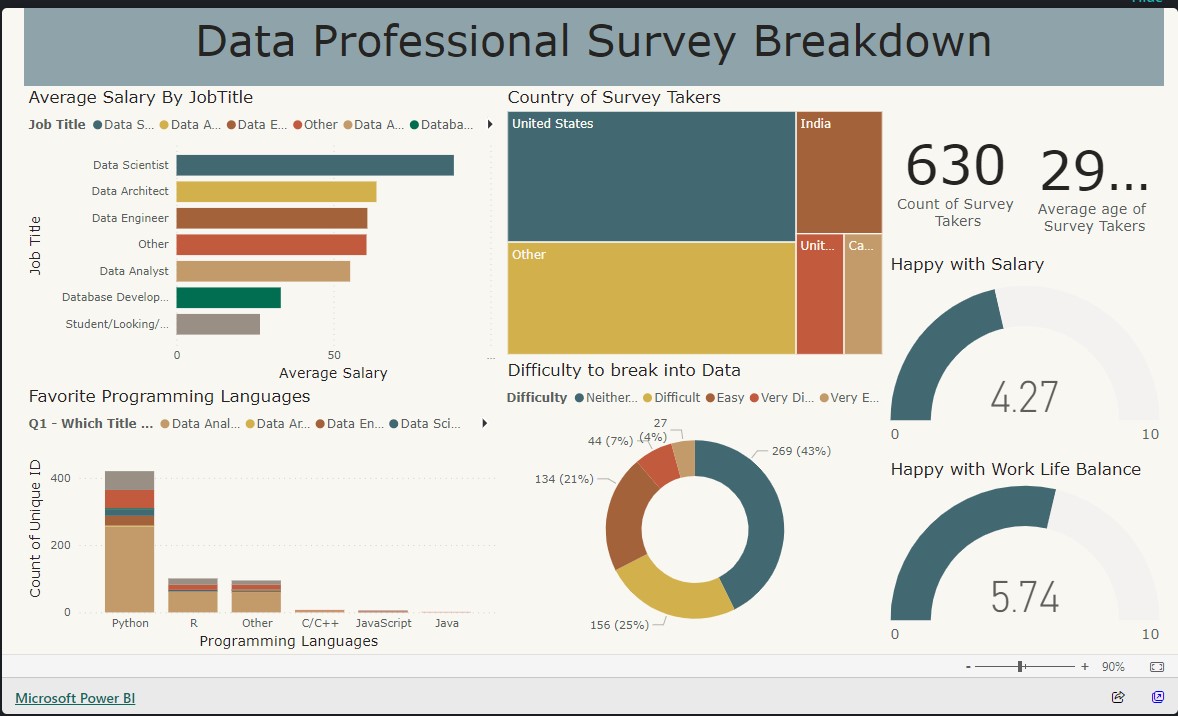 Data Professional Survey Breakdown
Average Salary By JobTitle
Job Title Data S... Data A... Data E... Other Data A... Databa...
Job Title
Data Scientist
Data Architect
Data Engineer
Other
Data Analyst
Database Develop...
Student/Looking/...
0 50 ...
Average Salary
Favorite Programming Languages
Q1 - Which Title ... Data Anal... Data Ar... Data En... Data Sci...
Count of Unique ID
400
200
0
Python R Other C/C++ JavaScript Java
Programming Languages
Country of Survey Takers
United States
India
Other
Unit...
Ca...
Difficulty to break into Data
Difficulty Neither... Difficult Easy Very Di... Very E...
27
(4%)
44 (7%)
269 (43%)
134 (21%)
156 (25%)
630
Count of Survey
Takers
29...
Average age of
Survey Takers
Happy with Salary
4.27
0 10
Happy with Work Life Balance
5.74
0 10
- + 90%
Microsoft Power BI